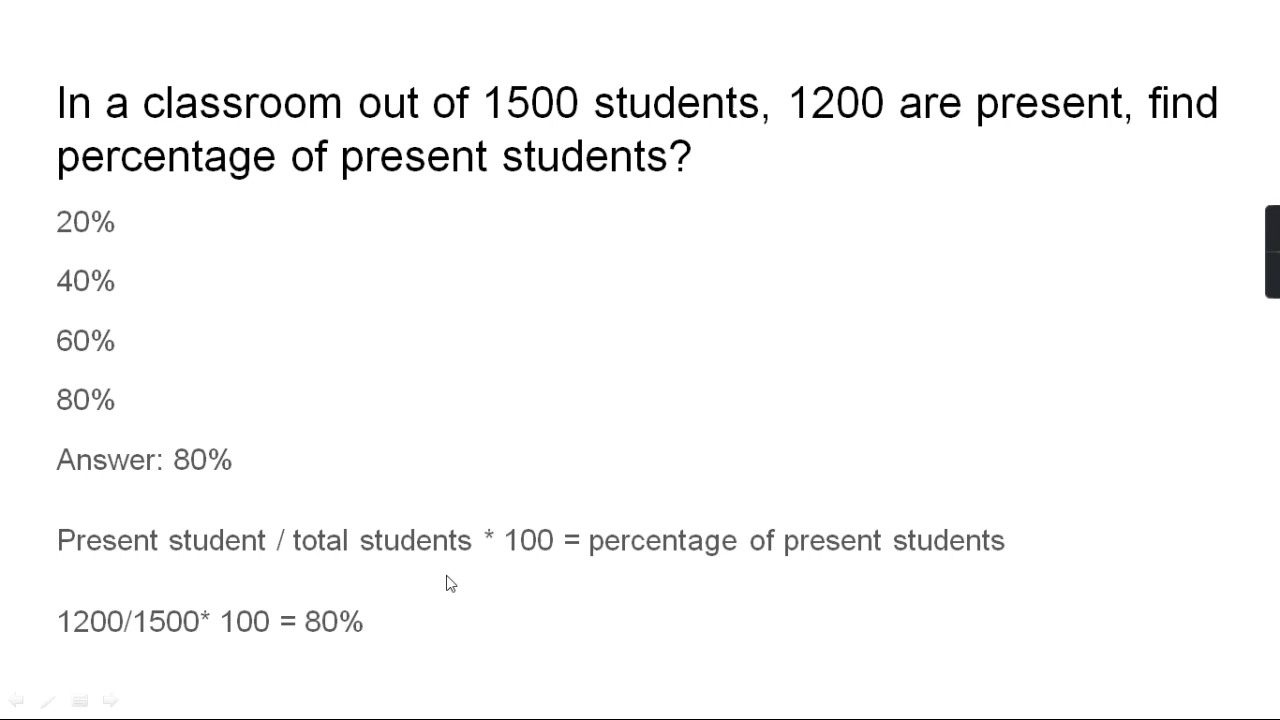 In a classroom out of 1500 students, 1200 are present, find
percentage of present students?
20%
40%
60%
80%
Answer: 80%
Present student / total students * 100 = percentage of present students
1200/1500* 100 = 80%